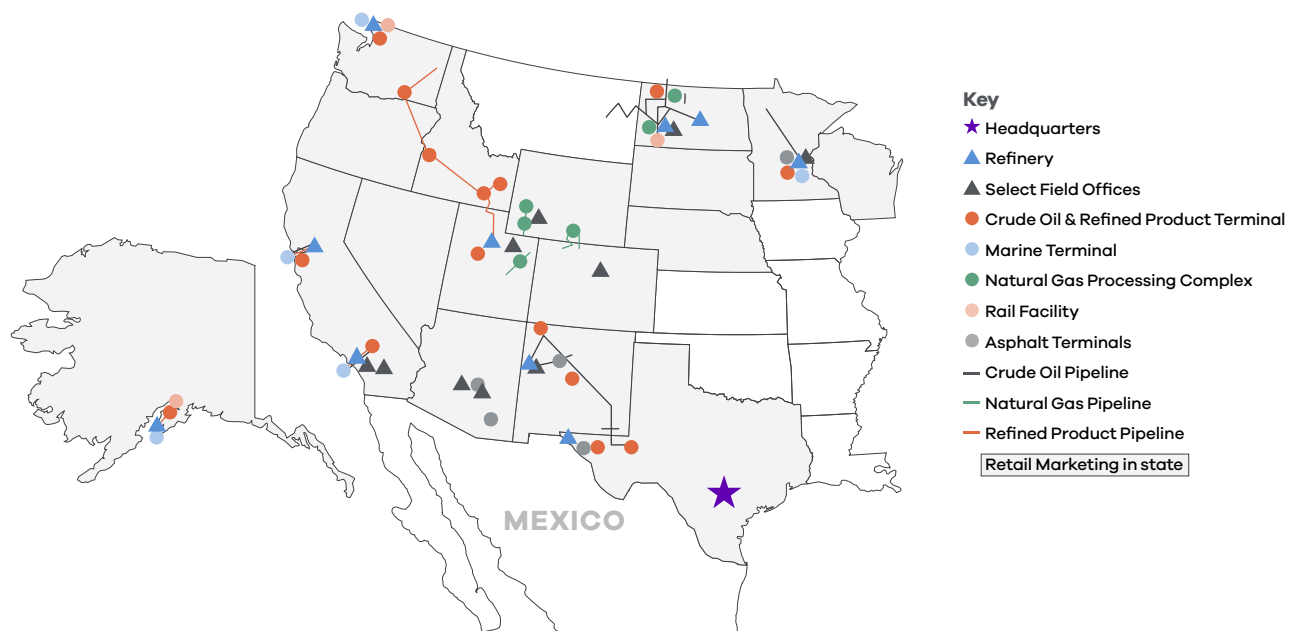 Key
Headquarters
Refinery
Select Field Offices
Crude Oil & Refined Product Terminal
Marine Terminal
Natural Gas Processing Complex
Rail Facility
Asphalt Terminals
Crude Oil Pipeline
Natural Gas Pipeline
Refined Product Pipeline
Retail Marketing in state
MEXICO